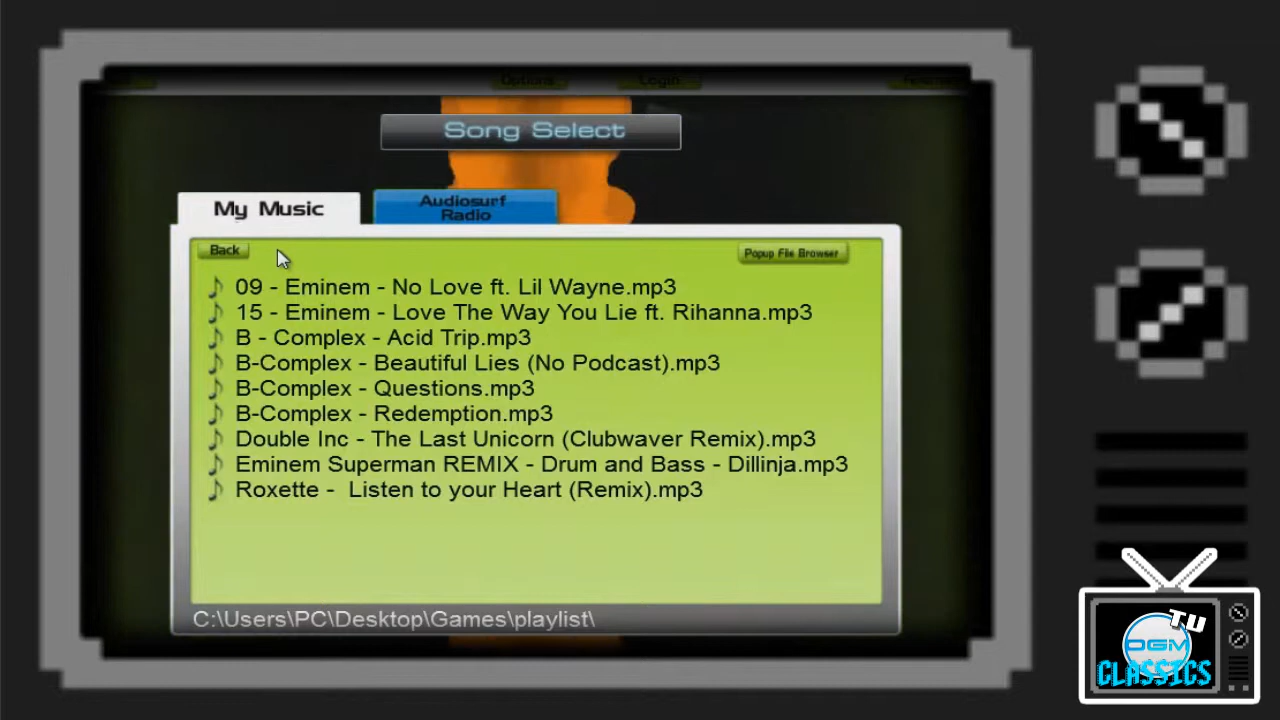 Options
Login
Song Select
My Music
Audiosurf
Radio
Back
Popup File Browser
09 - Eminem - No Love ft. Lil Wayne.mp3
15 - Eminem - Love The Way You Lie ft. Rihanna.mp3
B - Complex - Acid Trip.mp3
B-Complex - Beautiful Lies (No Podcast).mp3
B-Complex - Questions.mp3
B-Complex - Redemption.mp3
Double Inc - The Last Unicorn (Clubwaver Remix).mp3
Eminem Superman REMIX - Drum and Bass - Dillinja.mp3
Roxette -  Listen to your Heart (Remix).mp3
C:\Users\PC\Desktop\Games\playlist\
TV
DGM
CLASSICS